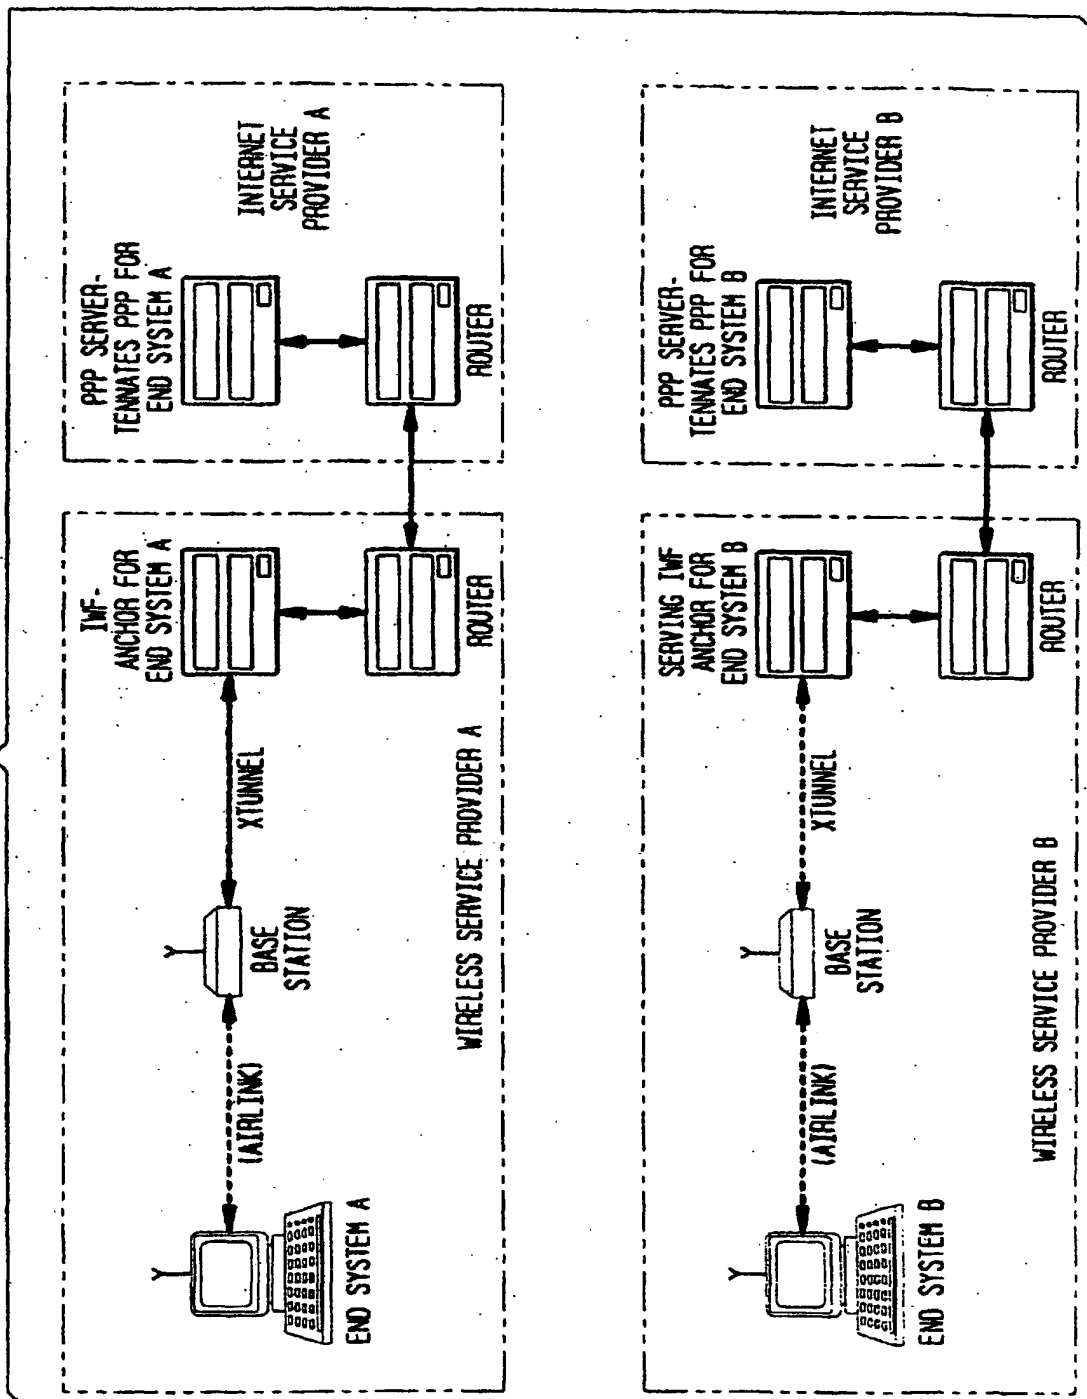 END SYSTEM A
(AIRLINK)
BASE
STATION
XTUNNEL
IWF-
ANCHOR FOR
END SYSTEM A
ROUTER
WIRELESS SERVICE PROVIDER A
PPP SERVER-
TENNATES PPP FOR
END SYSTEM A
ROUTER
INTERNET
SERVICE
PROVIDER A
END SYSTEM B
(AIRLINK)
BASE
STATION
XTUNNEL
SERVING IWF
ANCHOR FOR
END SYSTEM B
ROUTER
WIRELESS SERVICE PROVIDER B
PPP SERVER-
TENNATES PPP FOR
END SYSTEM B
ROUTER
INTERNET
SERVICE
PROVIDER B